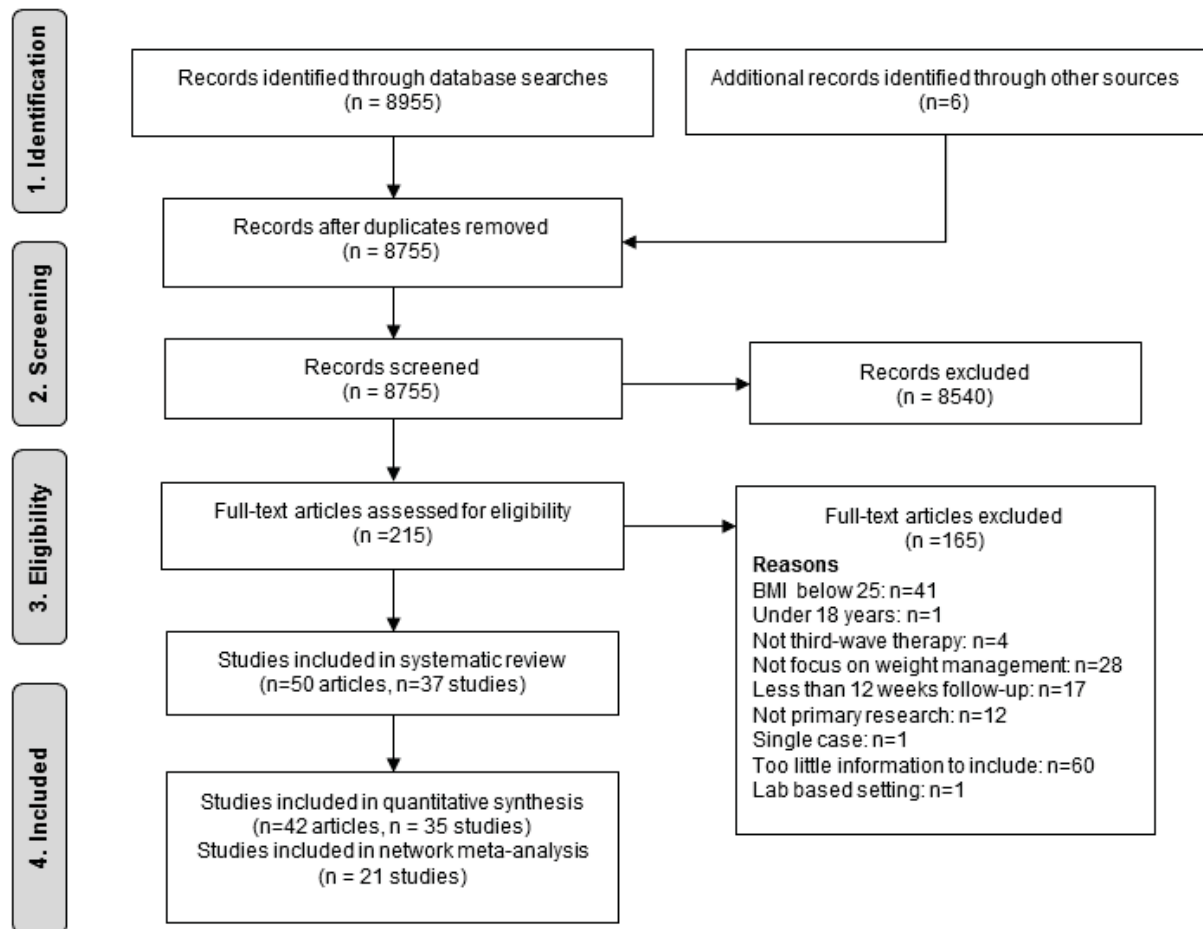 1. Identification
Records identified through database searches
(n = 8955)
Additional records identified through other sources
(n=6)
Records after duplicates removed
(n = 8755)
2. Screening
Records screened
(n = 8755)
Records excluded
(n = 8540)
3. Eligibility
Full-text articles assessed for eligibility
(n =215)
Full-text articles excluded
(n =165)
Reasons
BMI below 25: n=41
Under 18 years: n=1
Not third-wave therapy: n=4
Not focus on weight management: n=28
Less than 12 weeks follow-up: n=17
Not primary research: n=12
Single case: n=1
Too little information to include: n=60
Lab based setting: n=1
Studies included in systematic review
(n=50 articles, n=37 studies)
4. Included
Studies included in quantitative synthesis
(n=42 articles, n = 35 studies)
Studies included in network meta-analysis
(n = 21 studies)